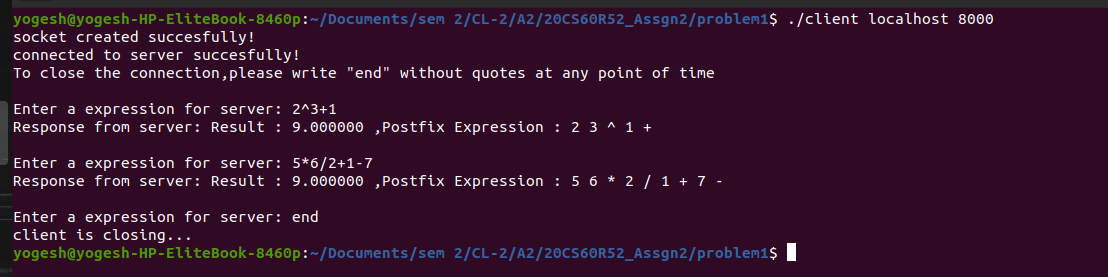 yogesh@yogesh-HP-EliteBook-8460p:~/Documents/sem 2/CL-2/A2/20CS60R52_Assgn2/problem1$ ./client localhost 8000
socket created succesfully!
connected to server succesfully!
To close the connection,please write "end" without quotes at any point of time
Enter a expression for server: 2^3+1
Response from server: Result : 9.000000 ,Postfix Expression : 2 3 ^ 1 +
Enter a expression for server: 5*6/2+1-7
Response from server: Result : 9.000000 ,Postfix Expression : 5 6 * 2 / 1 + 7 -
Enter a expression for server: end
client is closing...
yogesh@yogesh-HP-EliteBook-8460p:~/Documents/sem 2/CL-2/A2/20CS60R52_Assgn2/problem1$